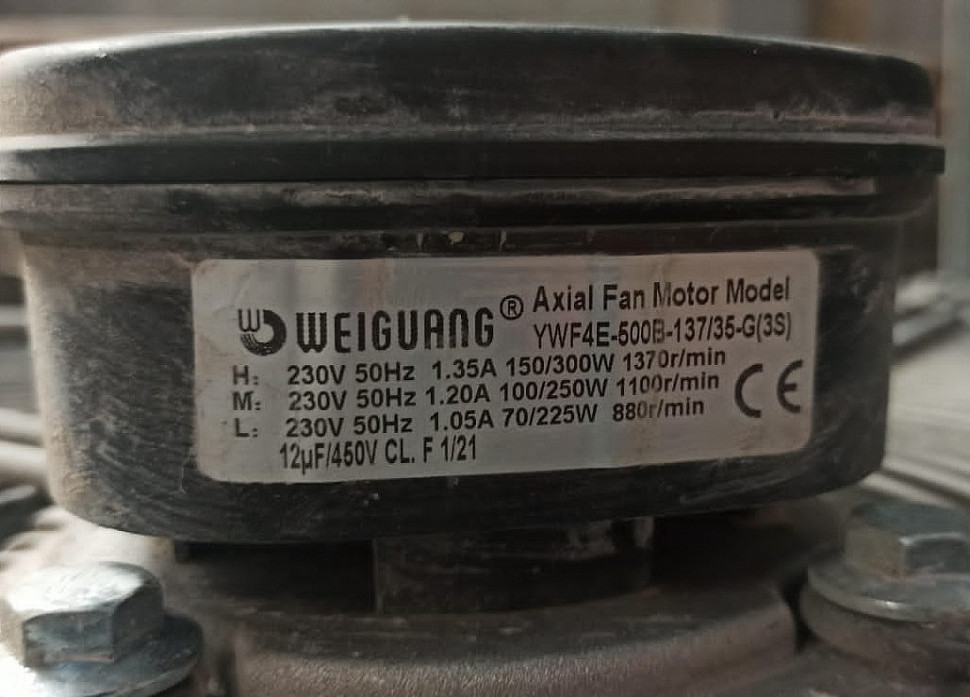 WEIGUANG® Axial Fan Motor Model
YWF4E-500B-137/35-G(3S)
H: 230V 50Hz 1.35A 150/300W 1370r/min
M: 230V 50Hz 1.20A 100/250W 1100r/min
L: 230V 50Hz 1.05A 70/225W 880r/min
CE
12µF/450V CL. F 1/21